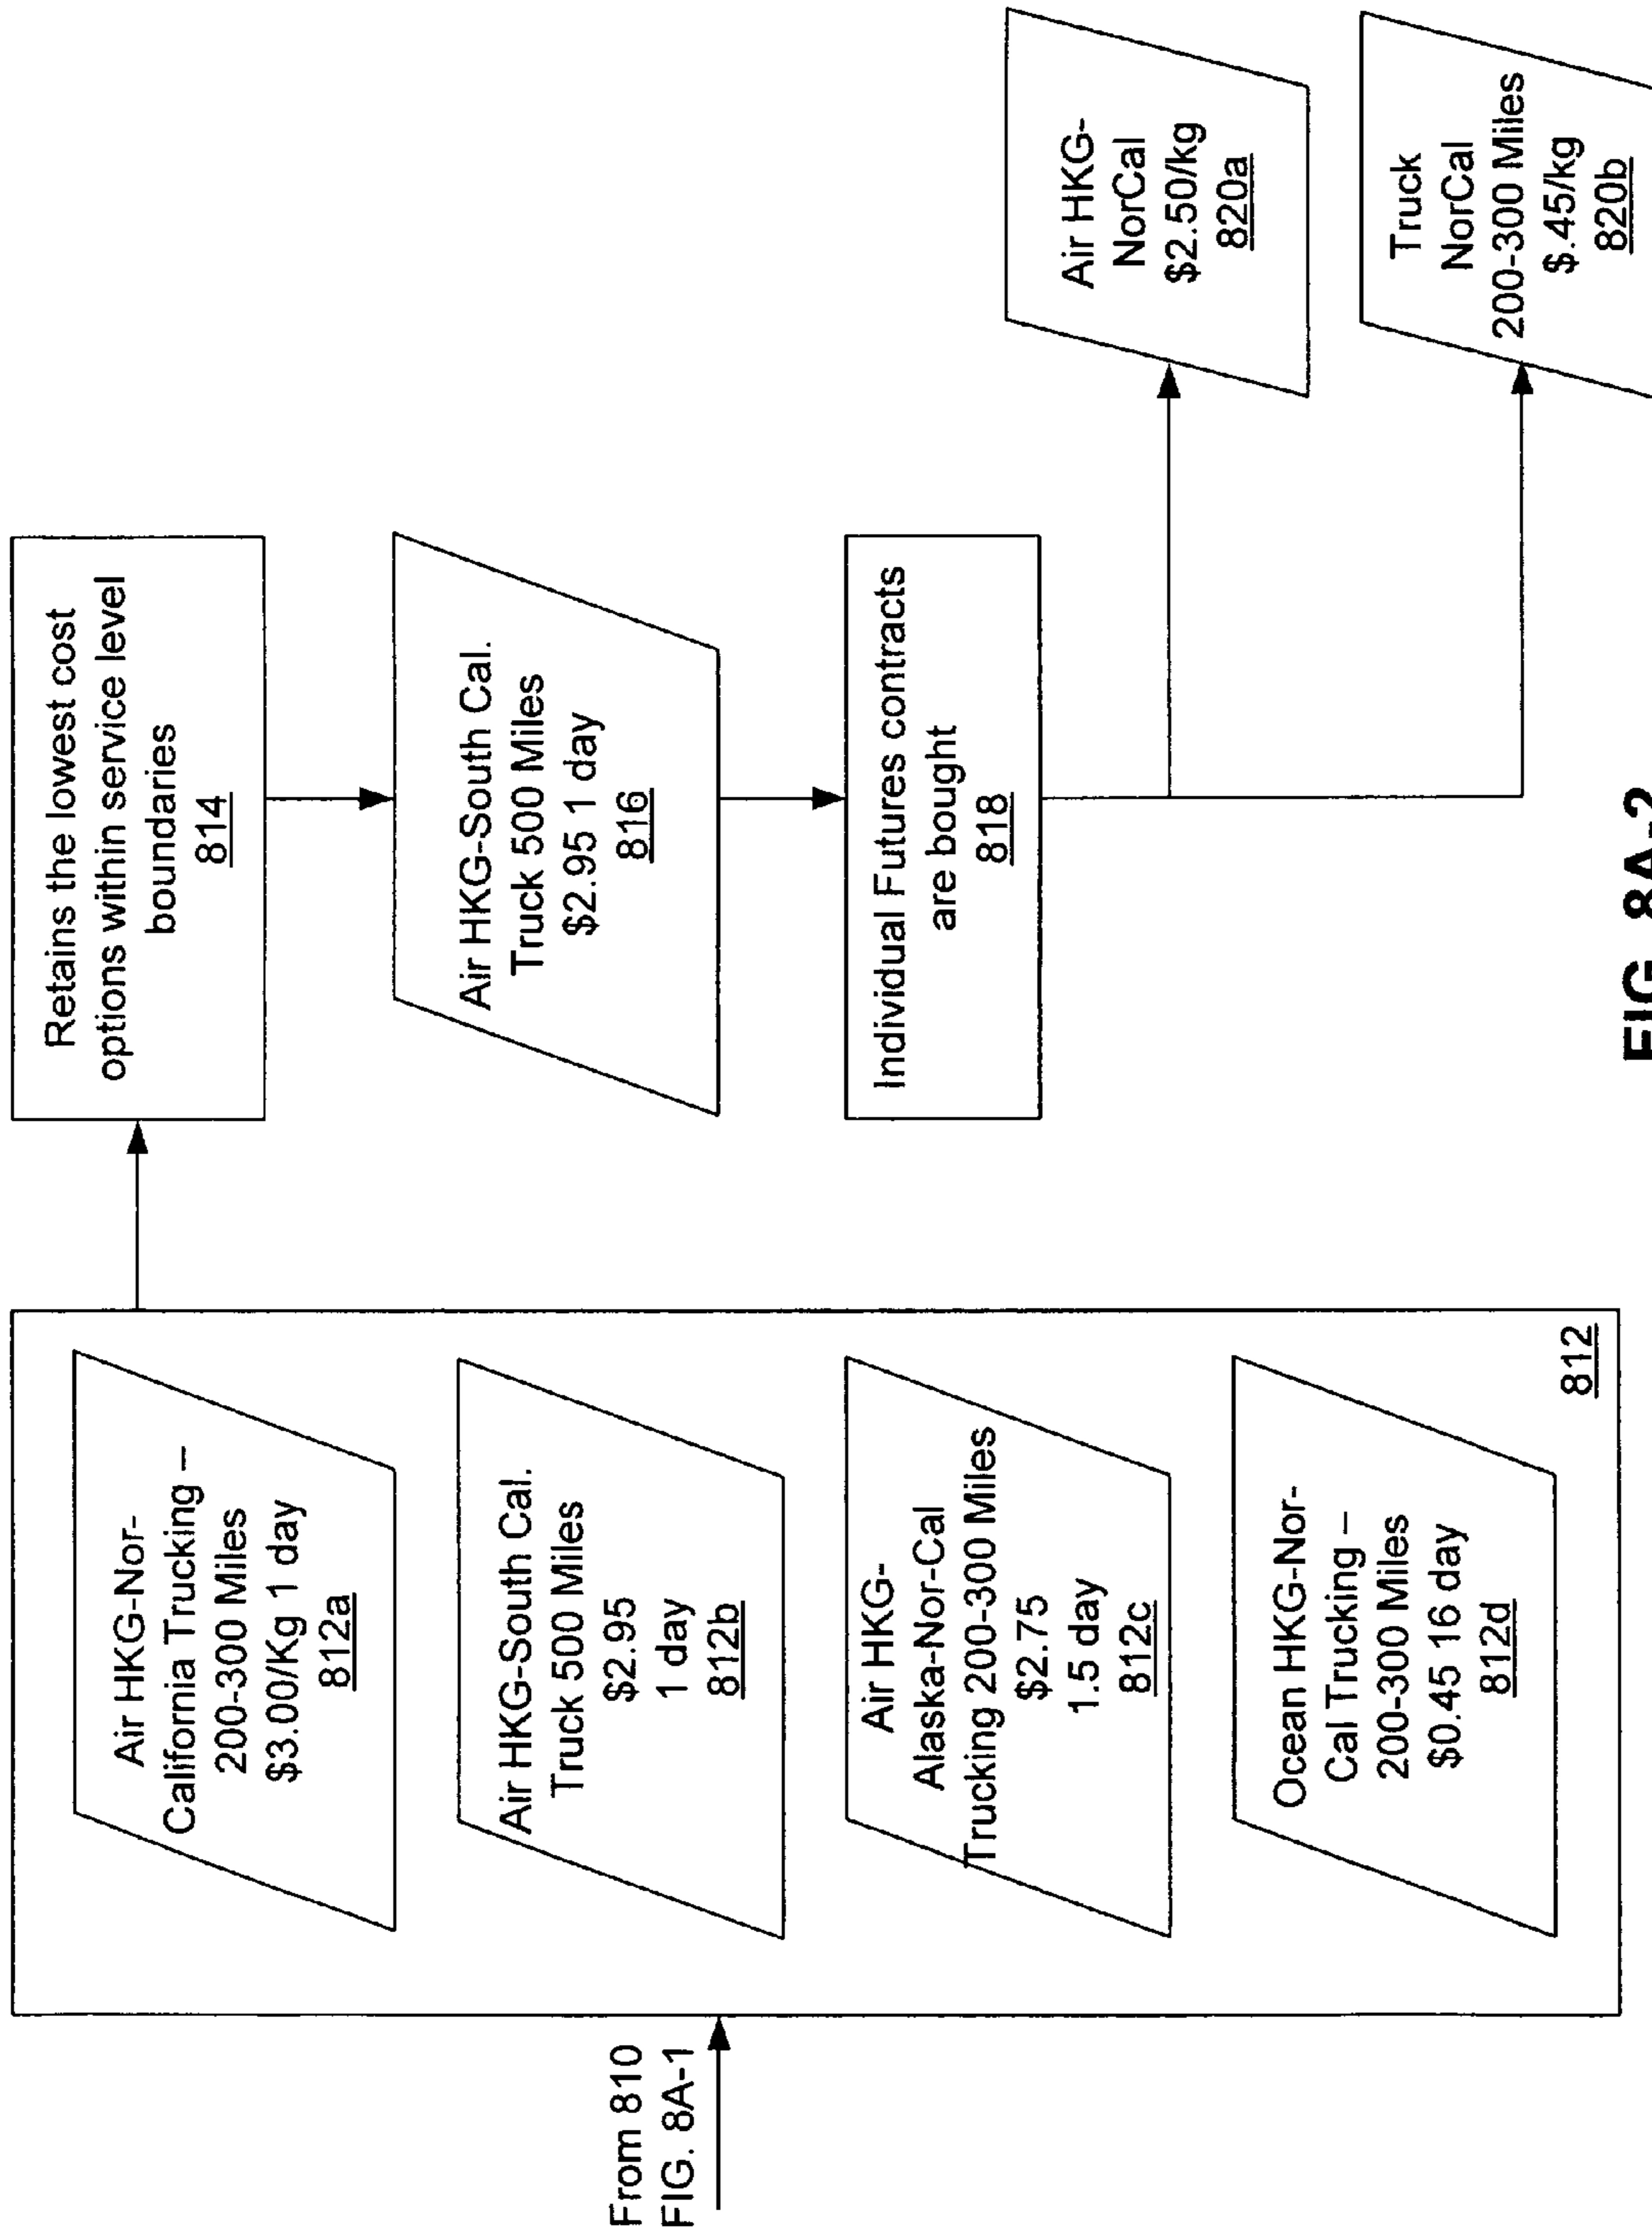 From 810
FIG. 8A-1
Air HKG-Nor-
California Trucking –
200-300 Miles
$3.00/Kg 1 day
812a
Air HKG-South Cal.
Truck 500 Miles
$2.95
1 day
812b
Air HKG-
Alaska-Nor-Cal
Trucking 200-300 Miles
$2.75
1.5 day
812c
Ocean HKG-Nor-
Cal Trucking –
200-300 Miles
$0.45 16 day
812d
812
Retains the lowest cost
options within service level
boundaries
814
Air HKG-South Cal.
Truck 500 Miles
$2.95 1 day
816
Individual Futures contracts
are bought
818
Air HKG-
NorCal
$2.50/kg
820a
Truck
NorCal
200-300 Miles
$.45/kg
820b
FIG. 8A-2